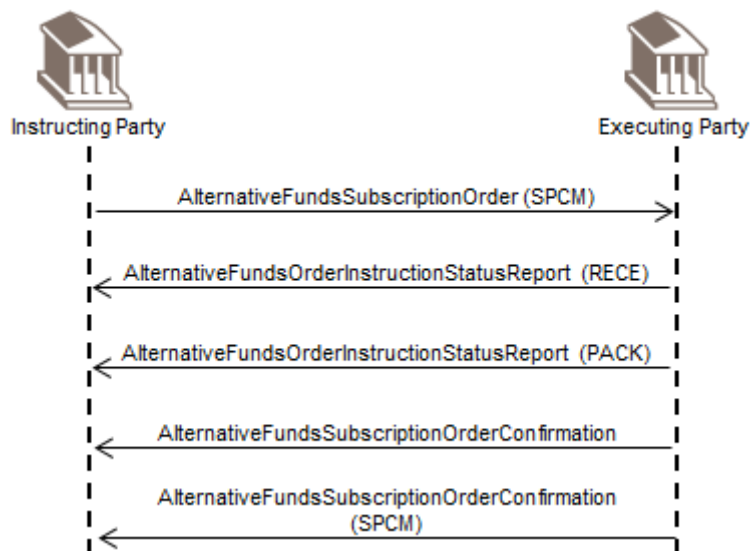 Instructing Party
Executing Party
AlternativeFundsSubscriptionOrder (SPCM)
AlternativeFundsOrderInstructionStatusReport (RECE)
AlternativeFundsOrderInstructionStatusReport (PACK)
AlternativeFundsSubscriptionOrderConfirmation
AlternativeFundsSubscriptionOrderConfirmation
(SPCM)